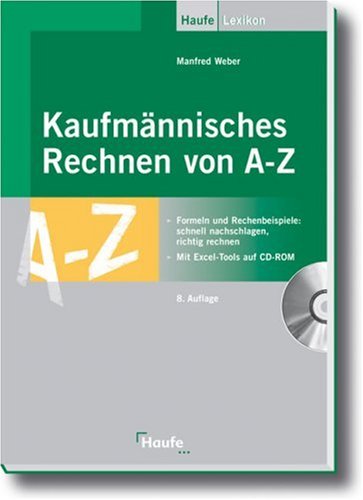 Haufe Lexikon
Manfred Weber
Kaufmännisches
Rechnen von A-Z
Formeln und Rechenbeispiele:
schnell nachschlagen,
richtig rechnen
Mit Excel-Tools auf CD-ROM
A-Z
8. Auflage
Haufe